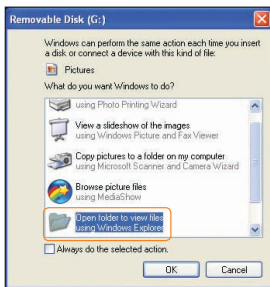 Removable Disk (G:)
Windows can perform the same action each time you insert
a disk or connect a device with this kind of file:
Pictures
What do you want Windows to do?
using Photo Printing Wizard
View a slideshow of the images
using Windows Picture and Fax Viewer
Copy pictures to a folder on my computer
using Microsoft Scanner and Camera Wizard
Browse picture files
using MediaShow
Open folder to view files
using Windows Explorer
Always do the selected action.
OK
Cancel